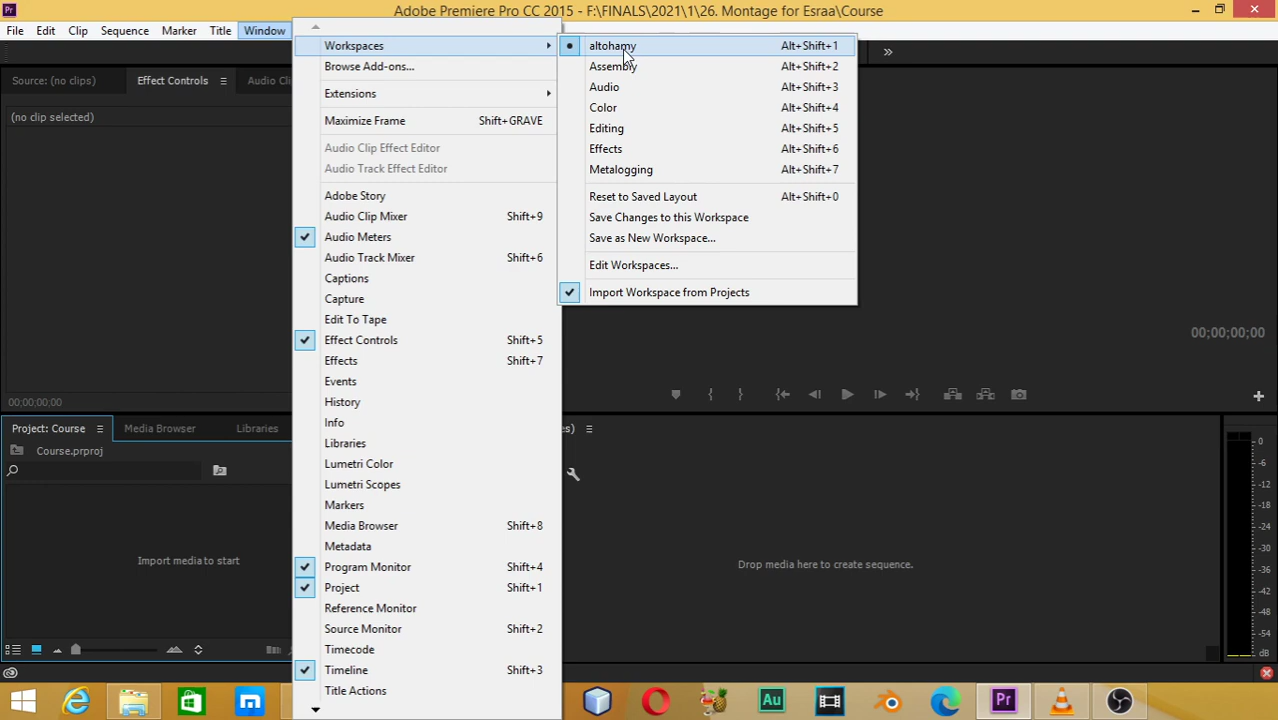 Adobe Premiere Pro CC 2015 - F:\FINALS\2021\1\26. Montage for Esraa\Course
File Edit Clip Sequence Marker Title Window
Workspaces
Browse Add-ons...
Extensions
Maximize Frame Shift+GRAVE
Audio Clip Effect Editor
Audio Track Effect Editor
Adobe Story
Audio Clip Mixer Shift+9
Audio Meters
Audio Track Mixer Shift+6
Captions
Capture
Edit To Tape
Effect Controls Shift+5
Effects Shift+7
Events
History
Info
Libraries
Lumetri Color
Lumetri Scopes
Markers
Media Browser Shift+8
Metadata
Program Monitor Shift+4
Project Shift+1
Reference Monitor
Source Monitor Shift+2
Timecode
Timeline Shift+3
Title Actions
altohamy Alt+Shift+1
Assembly Alt+Shift+2
Audio Alt+Shift+3
Color Alt+Shift+4
Editing Alt+Shift+5
Effects Alt+Shift+6
Metalogging Alt+Shift+7
Reset to Saved Layout Alt+Shift+0
Save Changes to this Workspace
Save as New Workspace...
Edit Workspaces...
Import Workspace from Projects
Source: (no clips) Effect Controls Audio Cli
(no clip selected)
00;00;00;00
00;00;00;00
Project: Course Media Browser Libraries
Course.prproj
Import media to start
Drop media here to create sequence.
0
-6
-12
-18
-24
-30
-36
-42
-48
-54
dB
Au
Pr